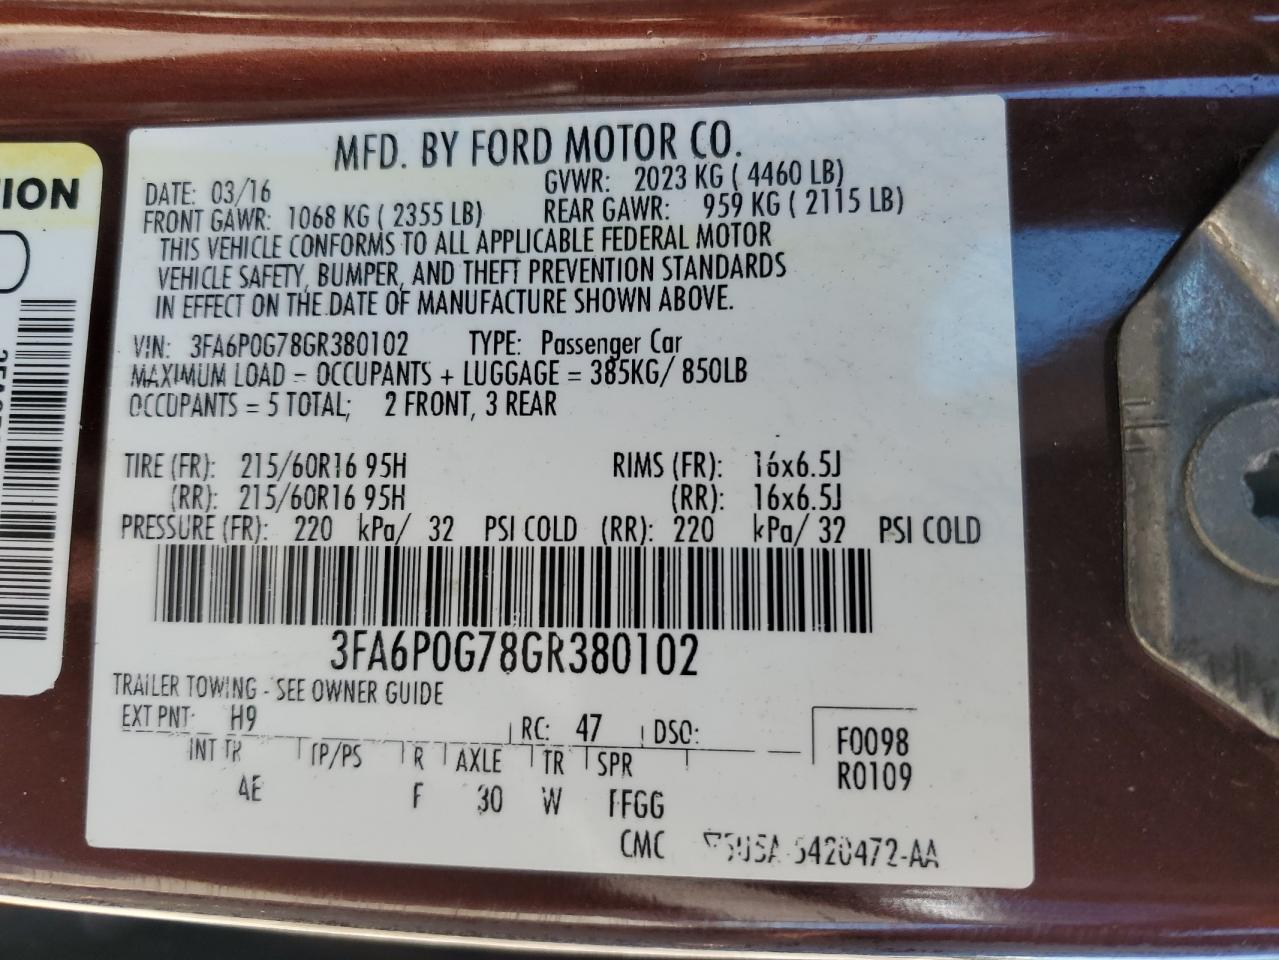 TION
MFD. BY FORD MOTOR CO.
DATE: 03/16 GVWR: 2023 KG ( 4460 LB)
FRONT GAWR: 1068 KG ( 2355 LB) REAR GAWR: 959 KG ( 2115 LB)
THIS VEHICLE CONFORMS TO ALL APPLICABLE FEDERAL MOTOR
VEHICLE SAFETY, BUMPER, AND THEFT PREVENTION STANDARDS
IN EFFECT ON THE DATE OF MANUFACTURE SHOWN ABOVE.
VIN: 3FA6P0G78GR380102 TYPE: Passenger Car
MAXIMUM LOAD - OCCUPANTS + LUGGAGE = 385KG/ 850LB
OCCUPANTS = 5 TOTAL; 2 FRONT, 3 REAR
TIRE (FR): 215/60R16 95H RIMS (FR): 16x6.5J
(RR): 215/60R16 95H (RR): 16x6.5J
PRESSURE (FR): 220 kPa/ 32 PSI COLD (RR): 220 kPa/ 32 PSI COLD
3FA6P0G78GR380102
TRAILER TOWING - SEE OWNER GUIDE
EXT PNT: H9 RC: 47 DSO:
INT TR TP/PS R AXLE TR SPR
4E F 30 W FFGG
F0098
R0109
CMC 5420472-AA